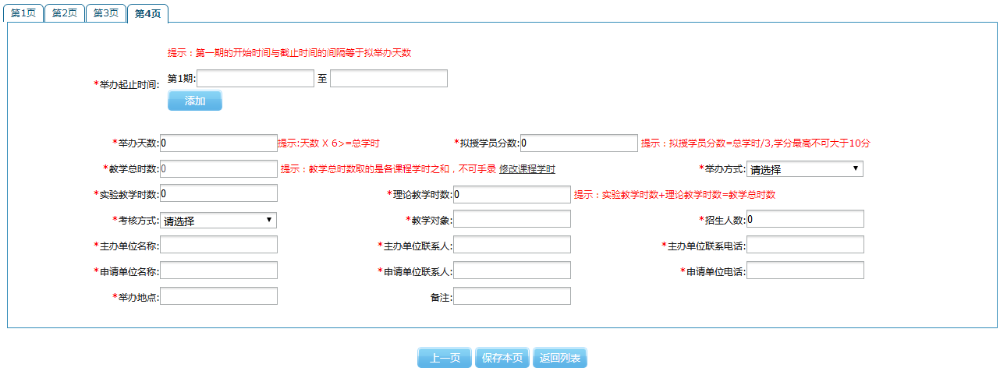 第1页 第2页 第3页 第4页
提示：第一期的开始时间与截止时间的间隔等于拟举办天数
*举办起止时间: 第1期: 至
添加
*举办天数: 0 提示:天数 X 6>=总学时 *拟授学员分数: 0 提示：拟授学员分数=总学时/3,学分最高不可大于10分
*教学总时数: 0 提示：教学总时数取的是各课程学时之和，不可手录 修改课程学时 *举办方式: 请选择
*实验教学时数: 0 *理论教学时数: 0 提示：实验教学时数+理论教学时数=教学总时数
*考核方式: 请选择 *教学对象: *招生人数: 0
*主办单位名称: *主办单位联系人: *主办单位联系电话:
*申请单位名称: *申请单位联系人: *申请单位电话:
*举办地点: 备注:
上一页 保存本页 返回列表